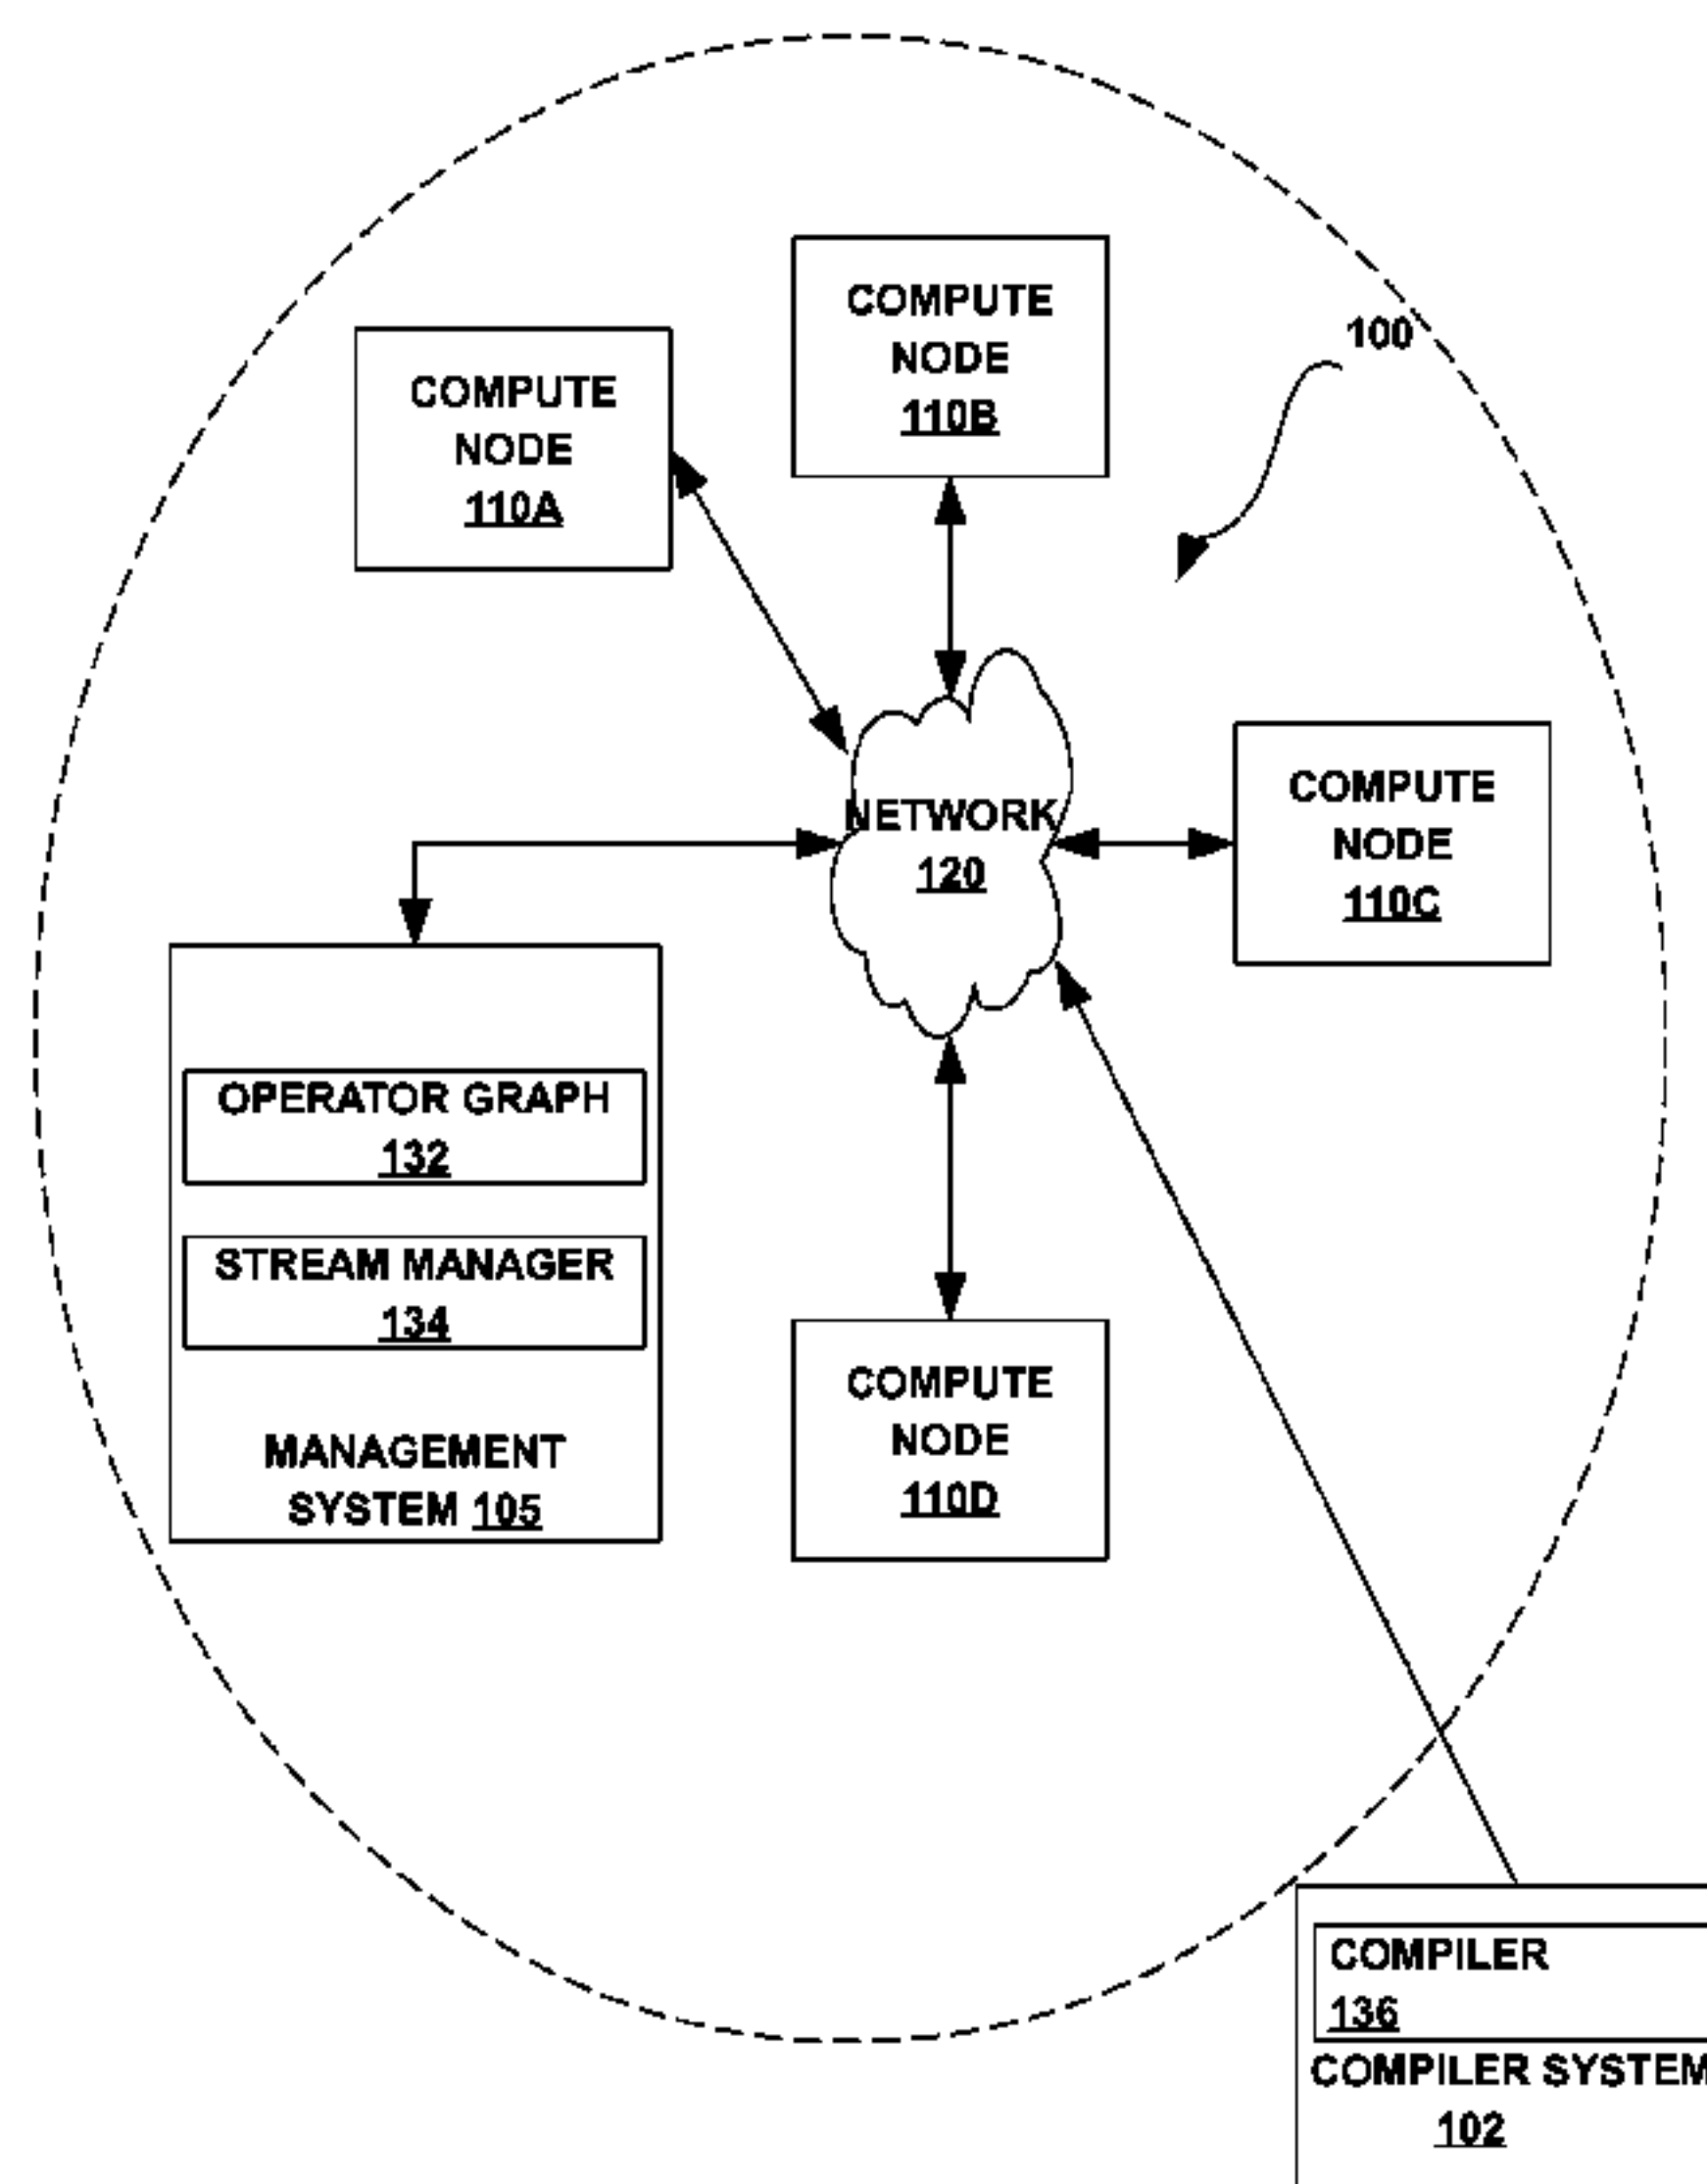 COMPUTE
NODE
110B
100
COMPUTE
NODE
110A
NETWORK
120
COMPUTE
NODE
110C
OPERATOR GRAPH
132
STREAM MANAGER
134
MANAGEMENT
SYSTEM 105
COMPUTE
NODE
110D
COMPILER
136
COMPILER SYSTEM
102